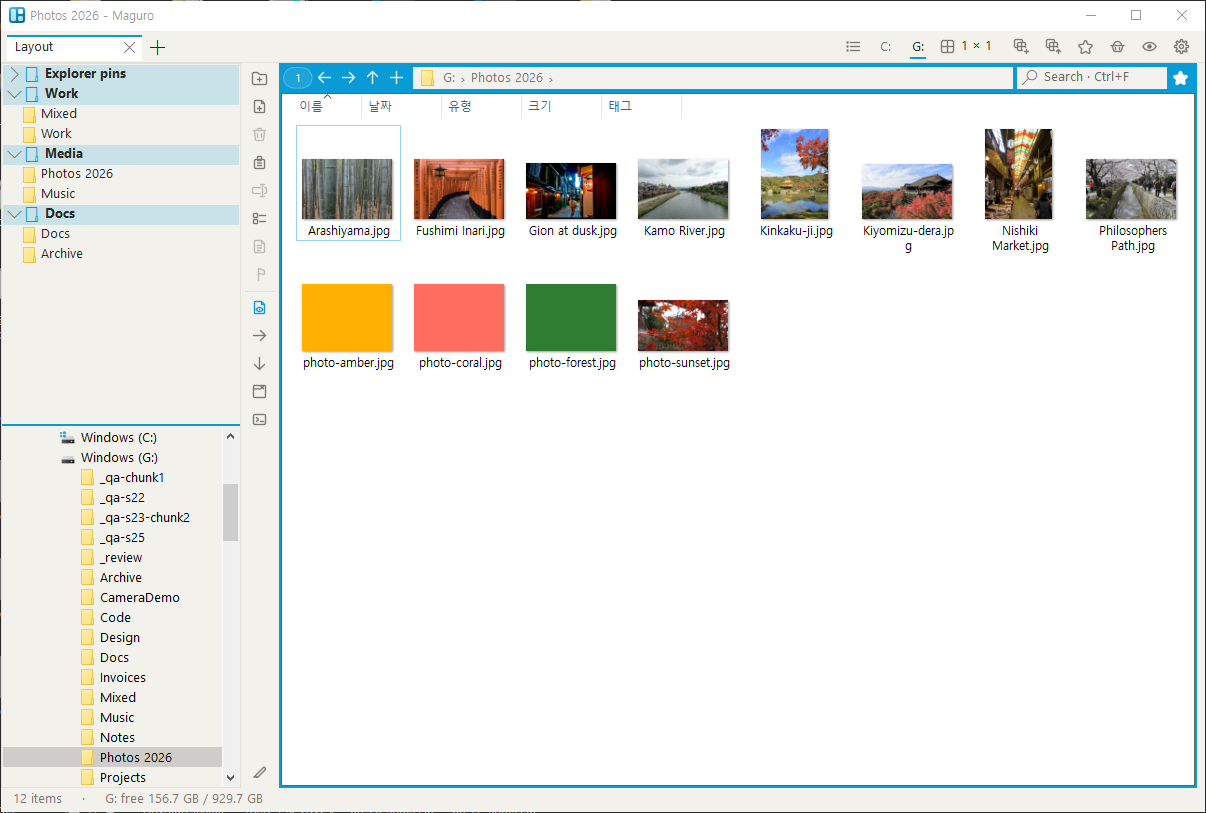 Photos 2026 - Maguro
Layout
C:
G:
1 × 1
Explorer pins
Work
Mixed
Work
Media
Photos 2026
Music
Docs
Docs
Archive
1
G: › Photos 2026 ›
Search · Ctrl+F
이름 날짜 유형 크기 태그
Arashiyama.jpg
Fushimi Inari.jpg
Gion at dusk.jpg
Kamo River.jpg
Kinkaku-ji.jpg
Kiyomizu-dera.jp
g
Nishiki
Market.jpg
Philosophers
Path.jpg
photo-amber.jpg
photo-coral.jpg
photo-forest.jpg
photo-sunset.jpg
Windows (C:)
Windows (G:)
_qa-chunk1
_qa-s22
_qa-s23-chunk2
_qa-s25
_review
Archive
CameraDemo
Code
Design
Docs
Invoices
Mixed
Music
Notes
Photos 2026
Projects
12 items · G: free 156.7 GB / 929.7 GB